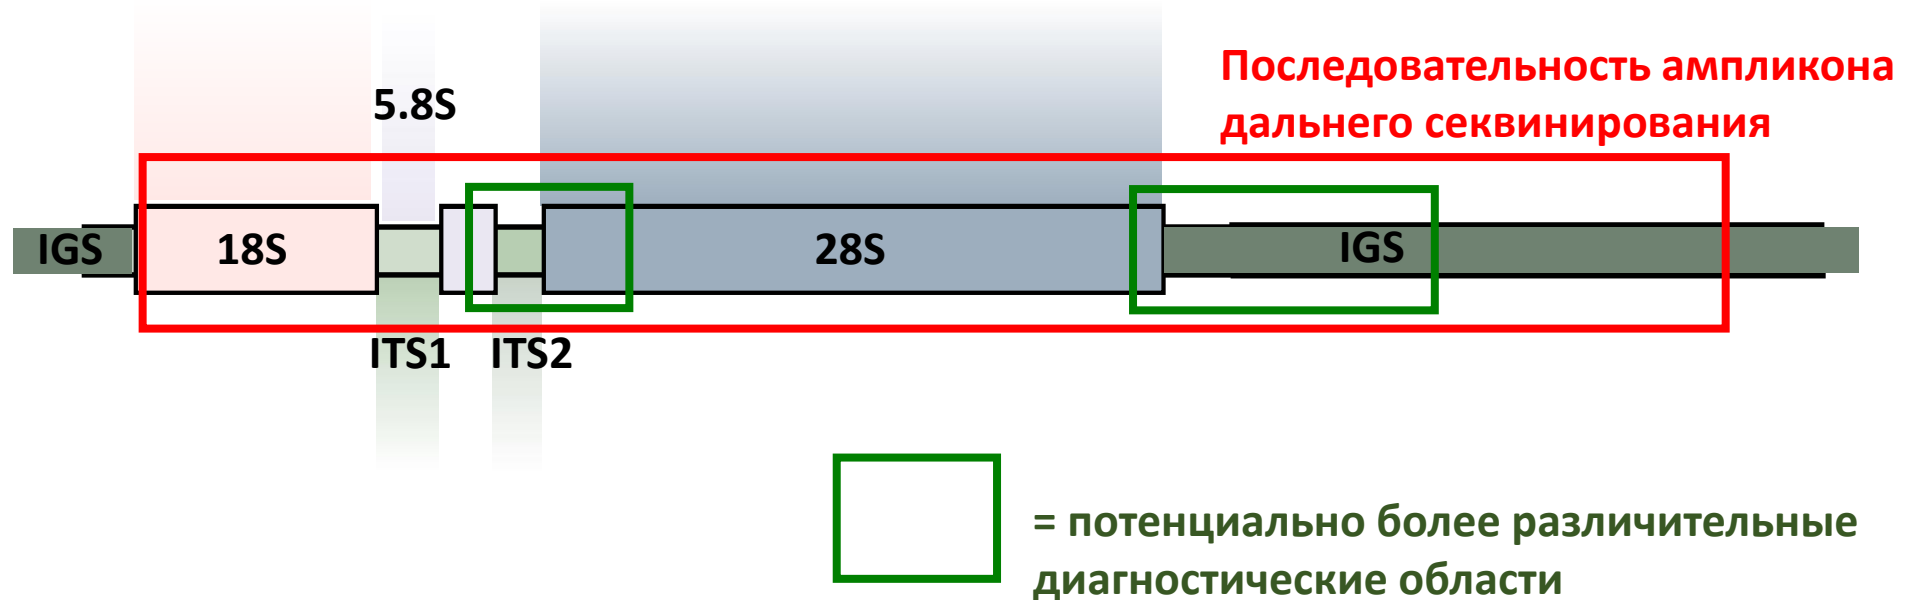 Последовательность ампликона
дальнего секвинирования
5.8S
IGS
18S
28S
IGS
ITS1
ITS2
= потенциально более различительные
диагностические области